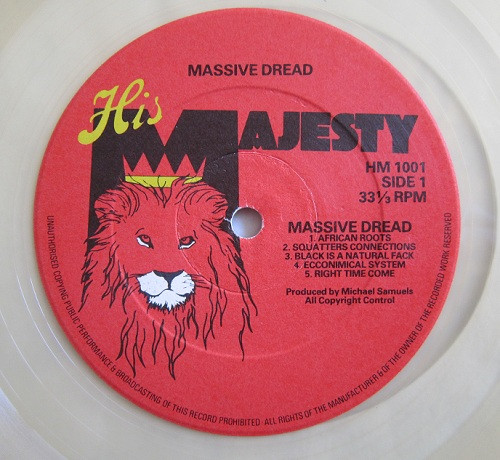 MASSIVE DREAD
His
MAJESTY
HM 1001
SIDE 1
33⅓ RPM
MASSIVE DREAD
1. AFRICAN ROOTS
2. SQUATTERS CONNECTIONS
3. BLACK IS A NATURAL FACK
4. ECCONIMICAL SYSTEM
5. RIGHT TIME COME
Produced by Michael Samuels
All Copyright Control
UNAUTHORISED COPYING PUBLIC PERFORMANCE & BROADCASTING OF THIS RECORD PROHIBITED · ALL RIGHTS OF THE MANUFACTURER & OF THE OWNER OF THE RECORDED WORK RESERVED